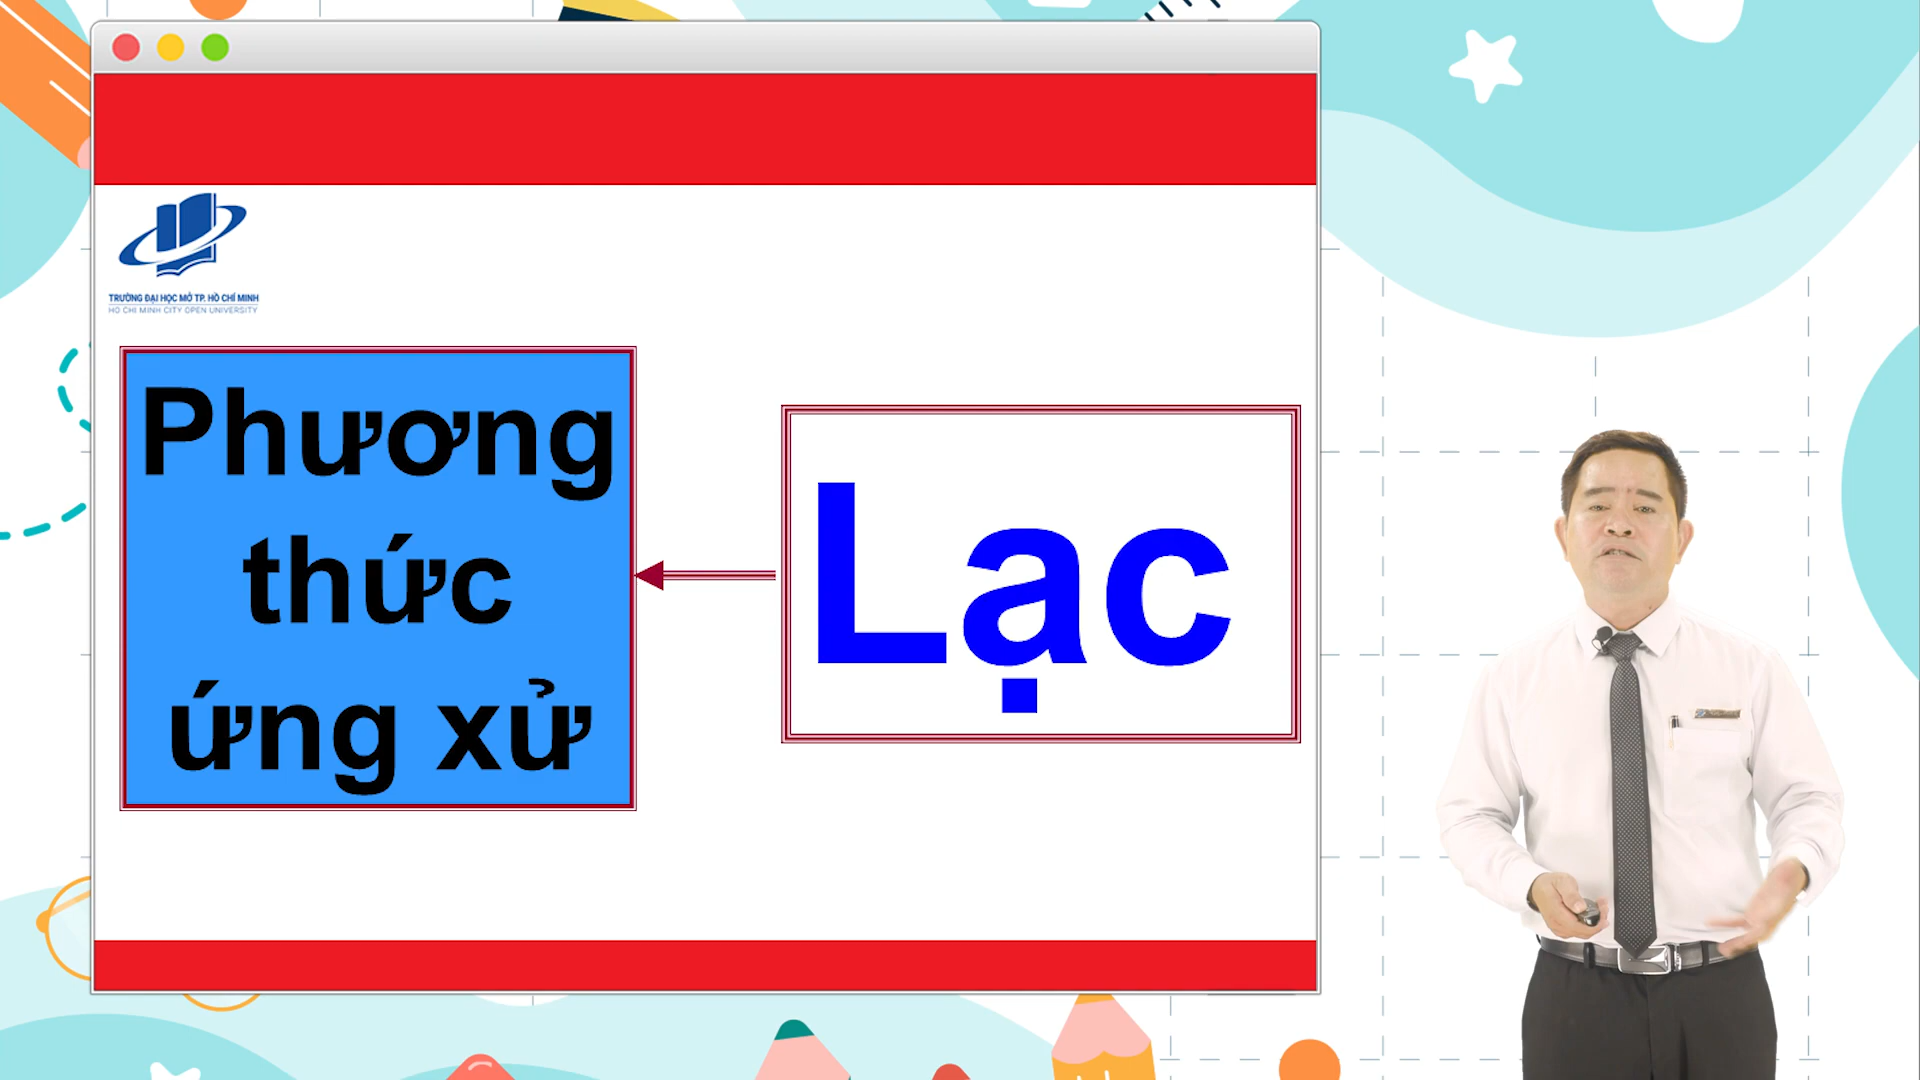 TRƯỜNG ĐẠI HỌC MỞ TP. HỒ CHÍ MINH
HO CHI MINH CITY OPEN UNIVERSITY
Phương
thức
ứng xử
Lạc